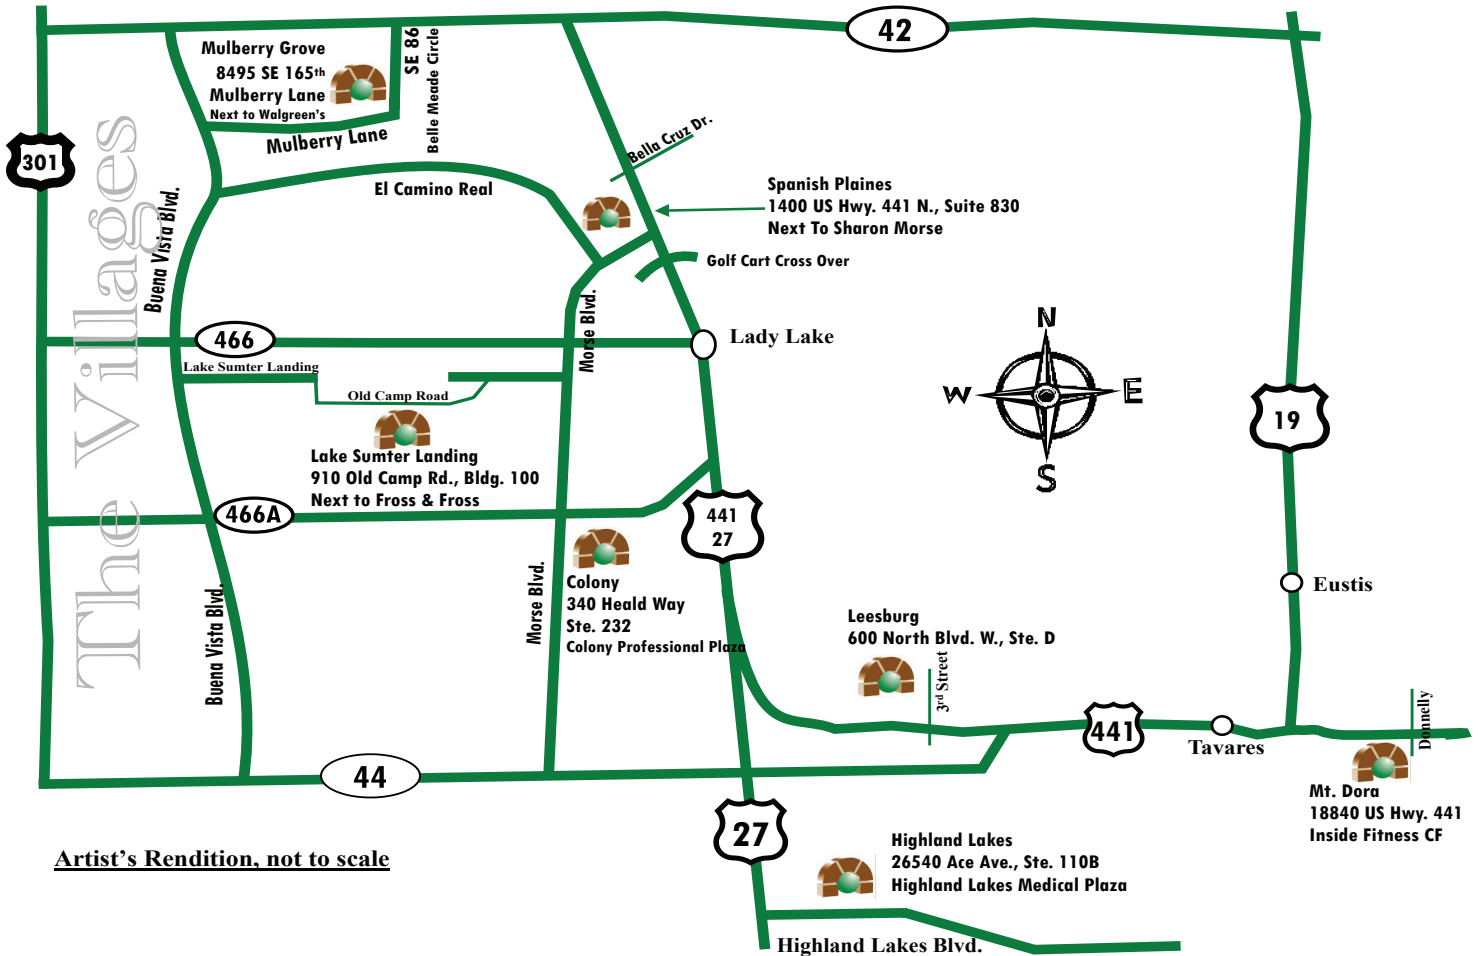 42
Mulberry Grove
8495 SE 165th
Mulberry Lane
Next to Walgreen's
SE 86
Belle Meade Circle
Mulberry Lane
301
The Villages
Bella Cruz Dr.
El Camino Real
Buena Vista Blvd.
Spanish Plaines
1400 US Hwy. 441 N., Suite 830
Next To Sharon Morse
Golf Cart Cross Over
Morse Blvd.
466
Lady Lake
Lake Sumter Landing
Old Camp Road
N
W
E
S
19
Lake Sumter Landing
910 Old Camp Rd., Bldg. 100
Next to Fross & Fross
466A
441
27
Colony
340 Heald Way
Ste. 232
Colony Professional Plaza
Morse Blvd.
Buena Vista Blvd.
Eustis
Leesburg
600 North Blvd. W., Ste. D
3rd Street
441
Tavares
Donnelly
44
Mt. Dora
18840 US Hwy. 441
Inside Fitness CF
27
Highland Lakes
26540 Ace Ave., Ste. 110B
Highland Lakes Medical Plaza
Artist's Rendition, not to scale
Highland Lakes Blvd.